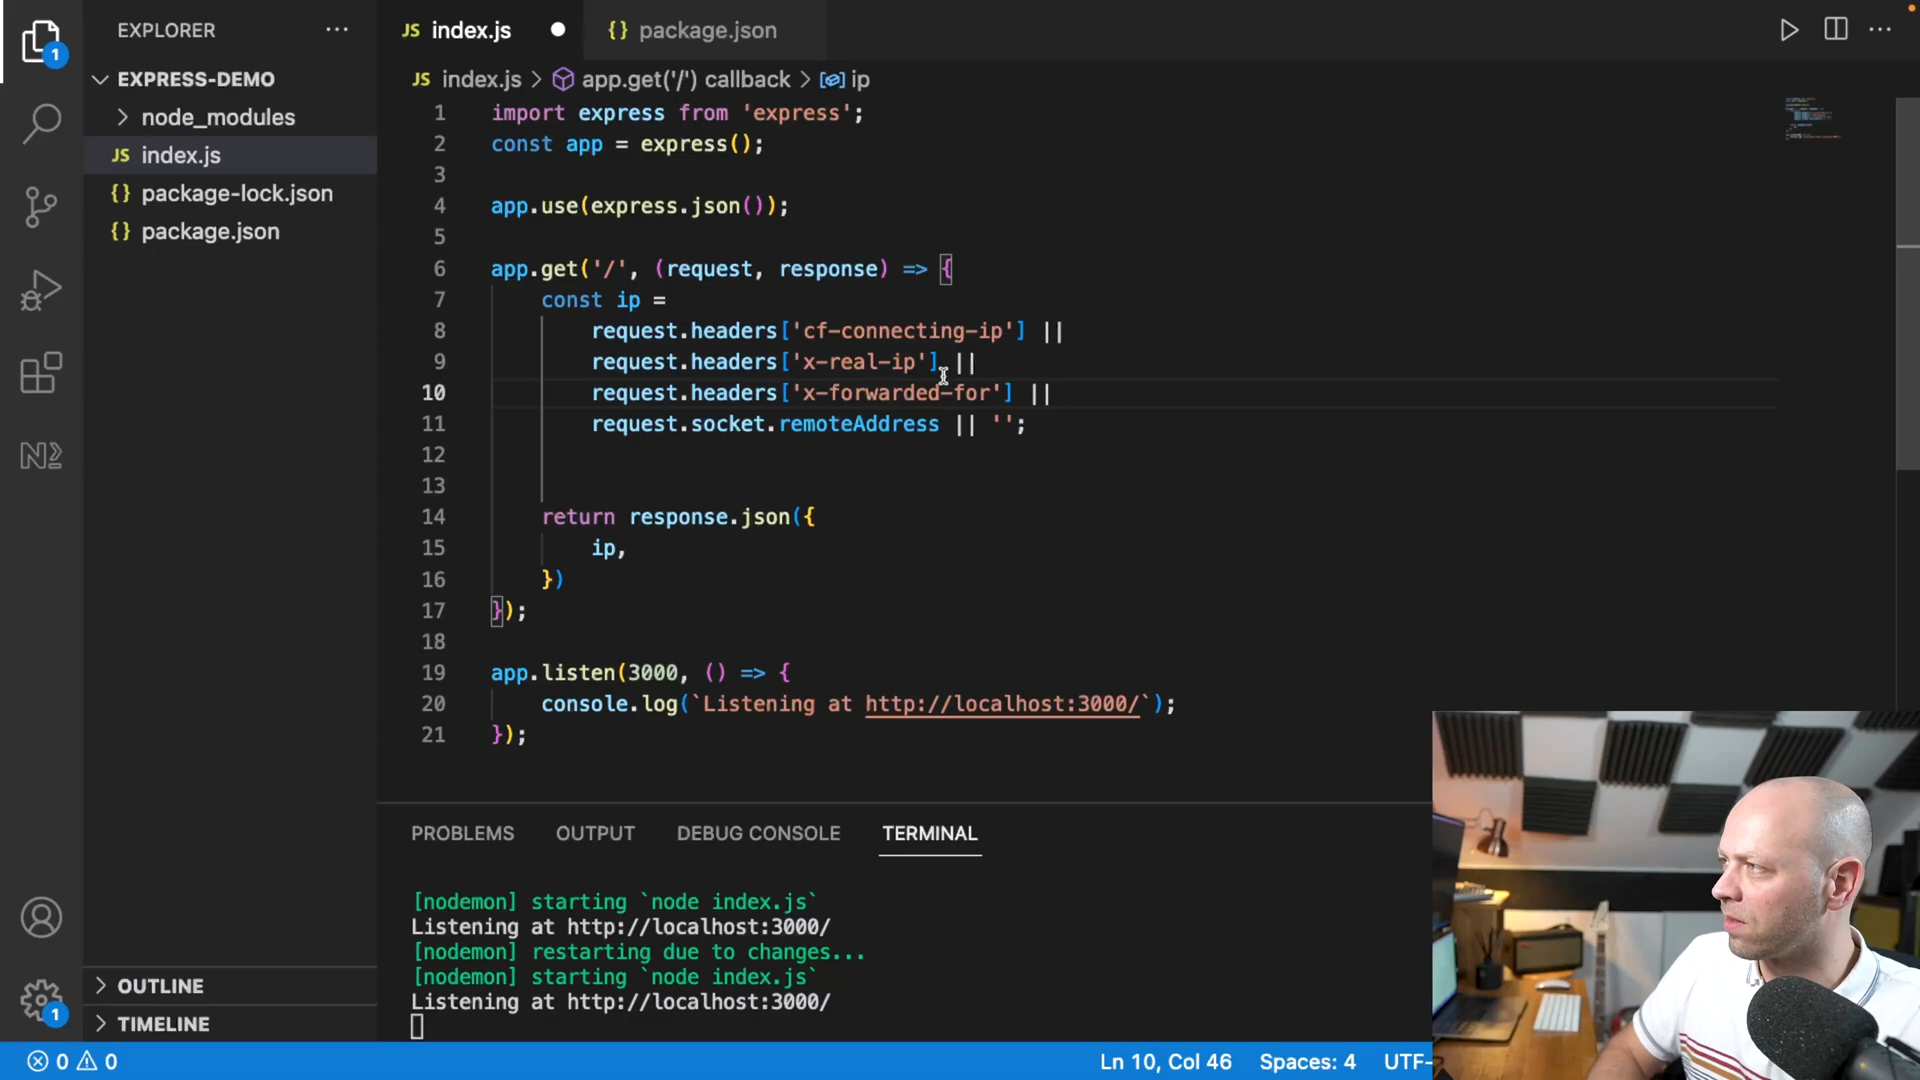 EXPLORER
EXPRESS-DEMO
node_modules
JS index.js
{} package-lock.json
{} package.json
OUTLINE
TIMELINE
1
1
JS index.js
{} package.json
JS index.js > app.get('/') callback > ip
1 import express from 'express';
2 const app = express();
3
4 app.use(express.json());
5
6 app.get('/', (request, response) => {
7 const ip =
8 request.headers['cf-connecting-ip'] ||
9 request.headers['x-real-ip'] ||
10 request.headers['x-forwarded-for'] ||
11 request.socket.remoteAddress || '';
12
13
14 return response.json({
15 ip,
16 })
17 });
18
19 app.listen(3000, () => {
20 console.log(`Listening at http://localhost:3000/`);
21 });
PROBLEMS OUTPUT DEBUG CONSOLE TERMINAL
[nodemon] starting `node index.js`
Listening at http://localhost:3000/
[nodemon] restarting due to changes...
[nodemon] starting `node index.js`
Listening at http://localhost:3000/
0 0
Ln 10, Col 46 Spaces: 4 UTF-